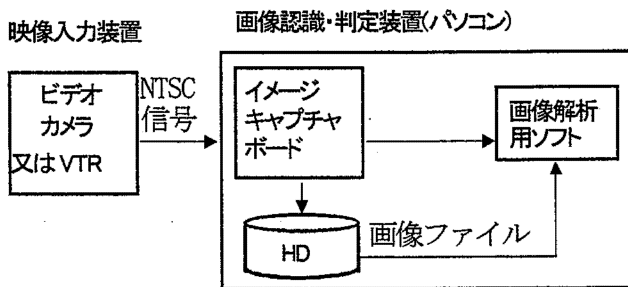 映像入力装置
画像認識・判定装置(パソコン)
ビデオ
カメラ
又はVTR
NTSC
信号
イメージ
キャプチャ
ボード
画像解析
用ソフト
HD
画像ファイル